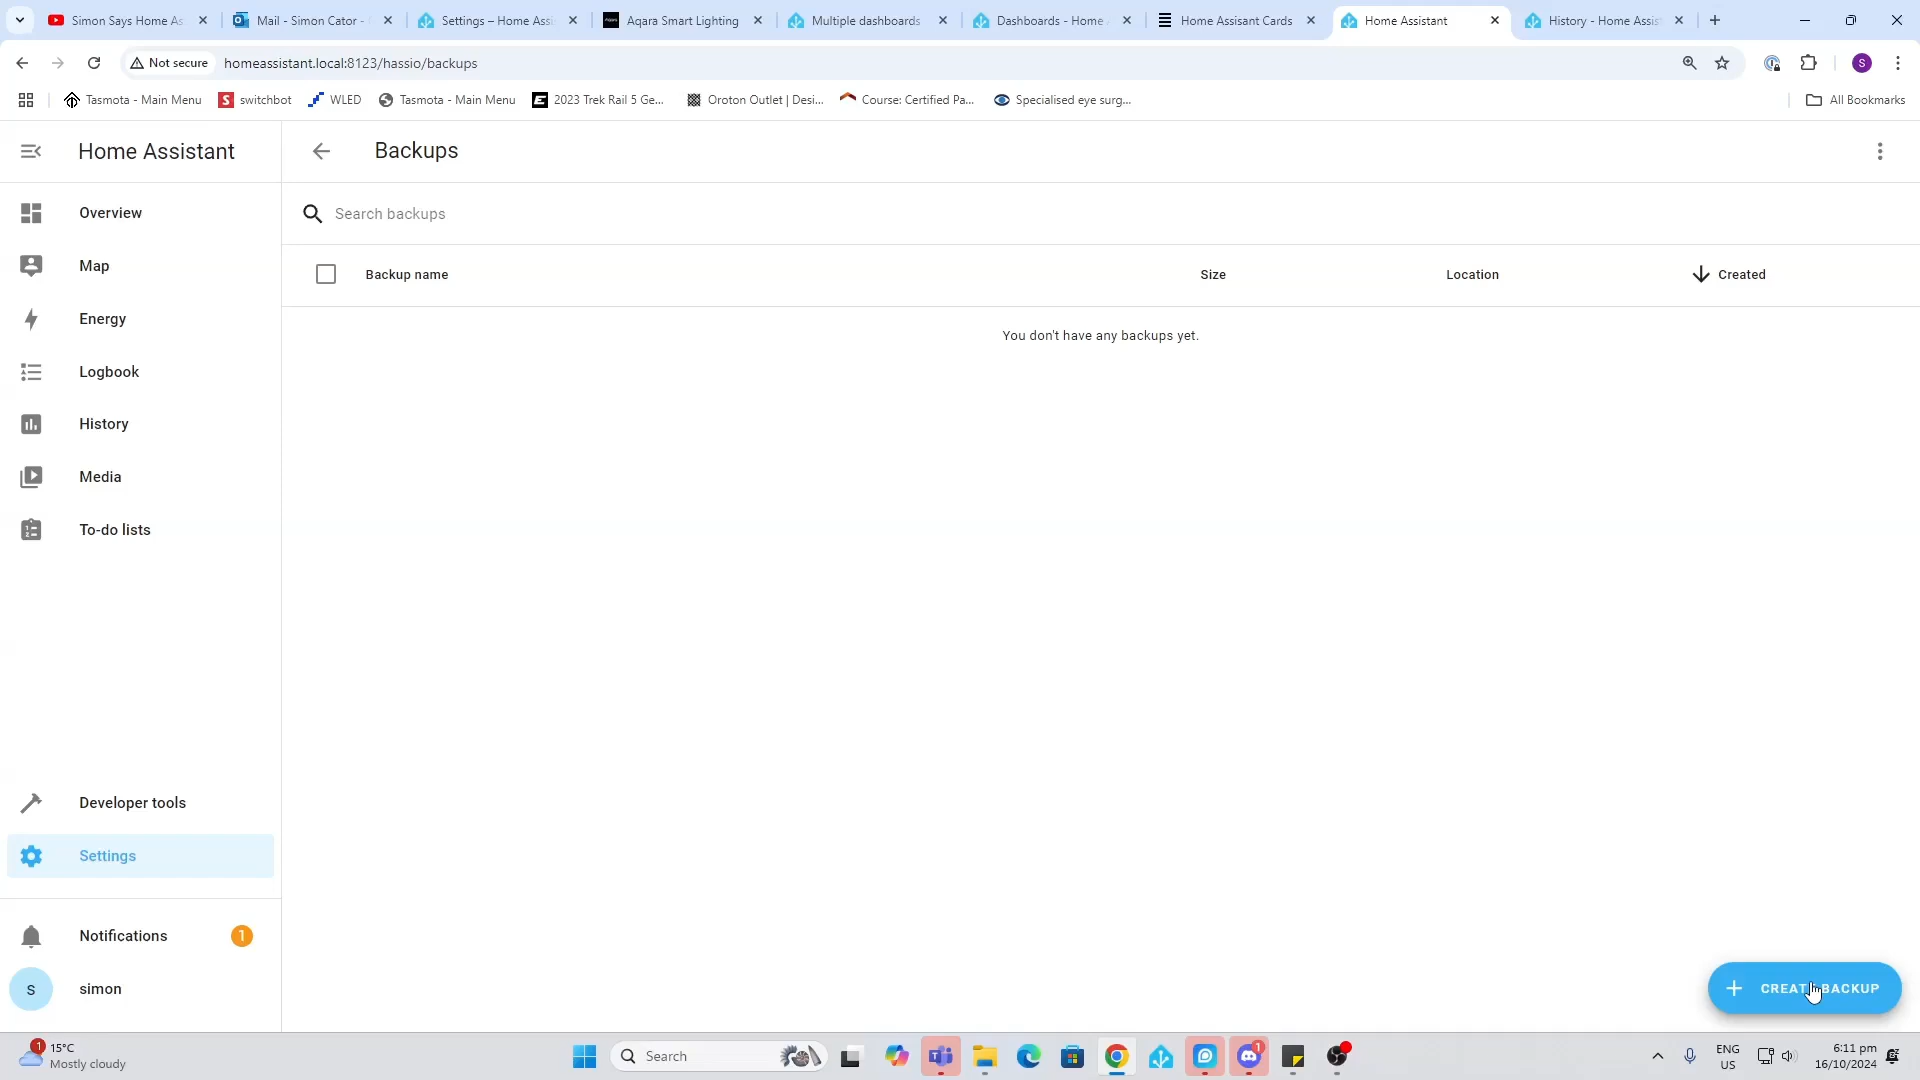 Simon Says Home As
Mail - Simon Cator -
Settings – Home Assi
Aqara Smart Lighting
Multiple dashboards
Dashboards - Home
Home Assisant Cards
Home Assistant
History - Home Assis
Not secure
homeassistant.local:8123/hassio/backups
S
Tasmota - Main Menu
switchbot
WLED
Tasmota - Main Menu
2023 Trek Rail 5 Ge...
Oroton Outlet | Desi...
Course: Certified Pa...
Specialised eye surg...
All Bookmarks
Home Assistant
Backups
Search backups
Backup name
Size
Location
Created
You don't have any backups yet.
Overview
Map
Energy
Logbook
History
Media
To-do lists
Developer tools
Settings
Notifications
1
s
simon
CREATE BACKUP
1
15°C
Mostly cloudy
Search
1
ENG
US
6:11 pm
16/10/2024